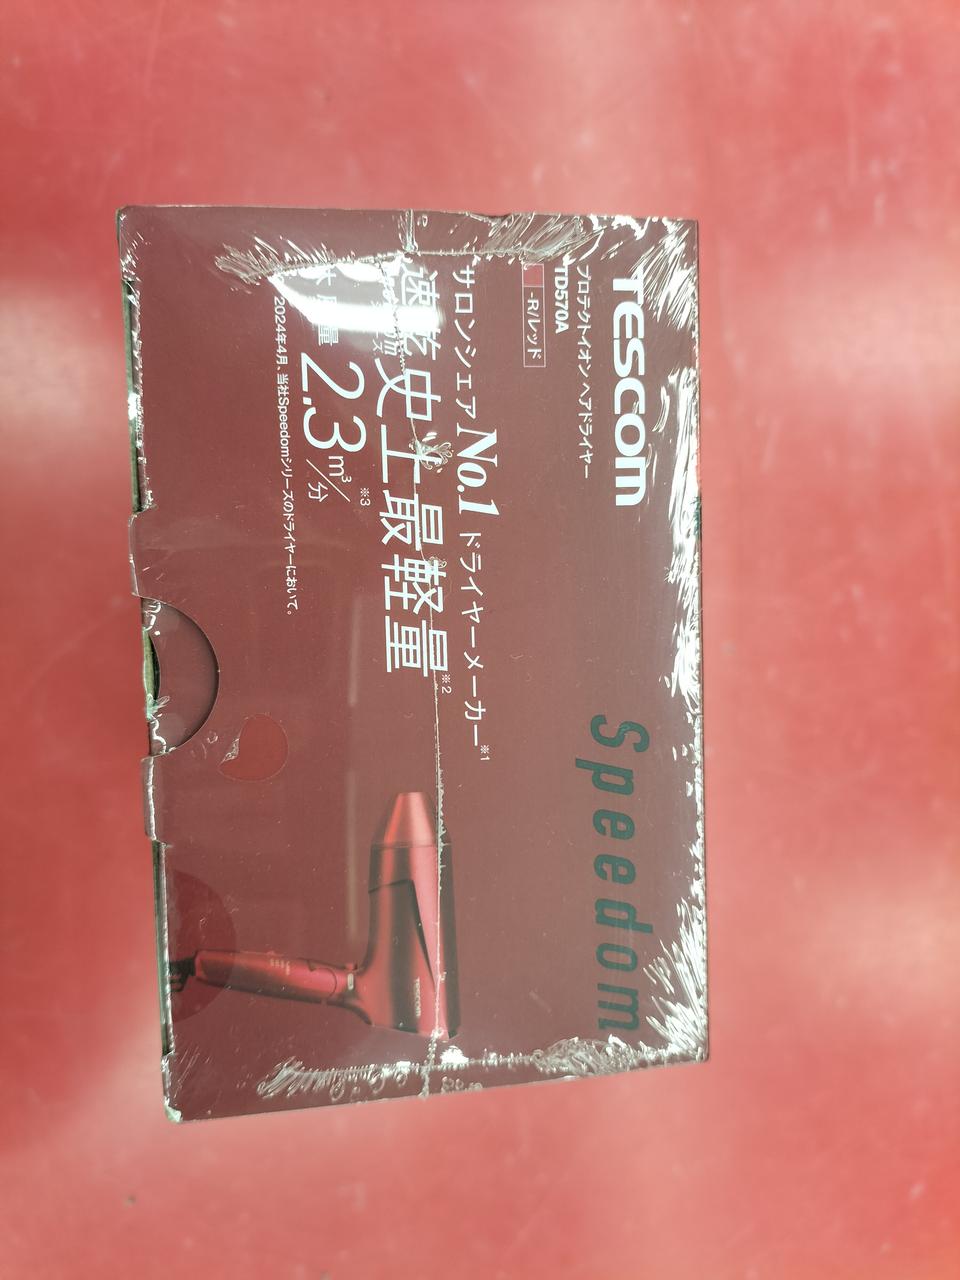 TESCOM
プロテクトイオン ヘアドライヤー
TD570A
-R/レッド
Speedom
サロンシェア No.1 ドライヤーメーカー※1
速乾 史上最軽量※2
風量 2.3m³/分※3
2024年4月、当社Speedomシリーズのドライヤーにおいて。